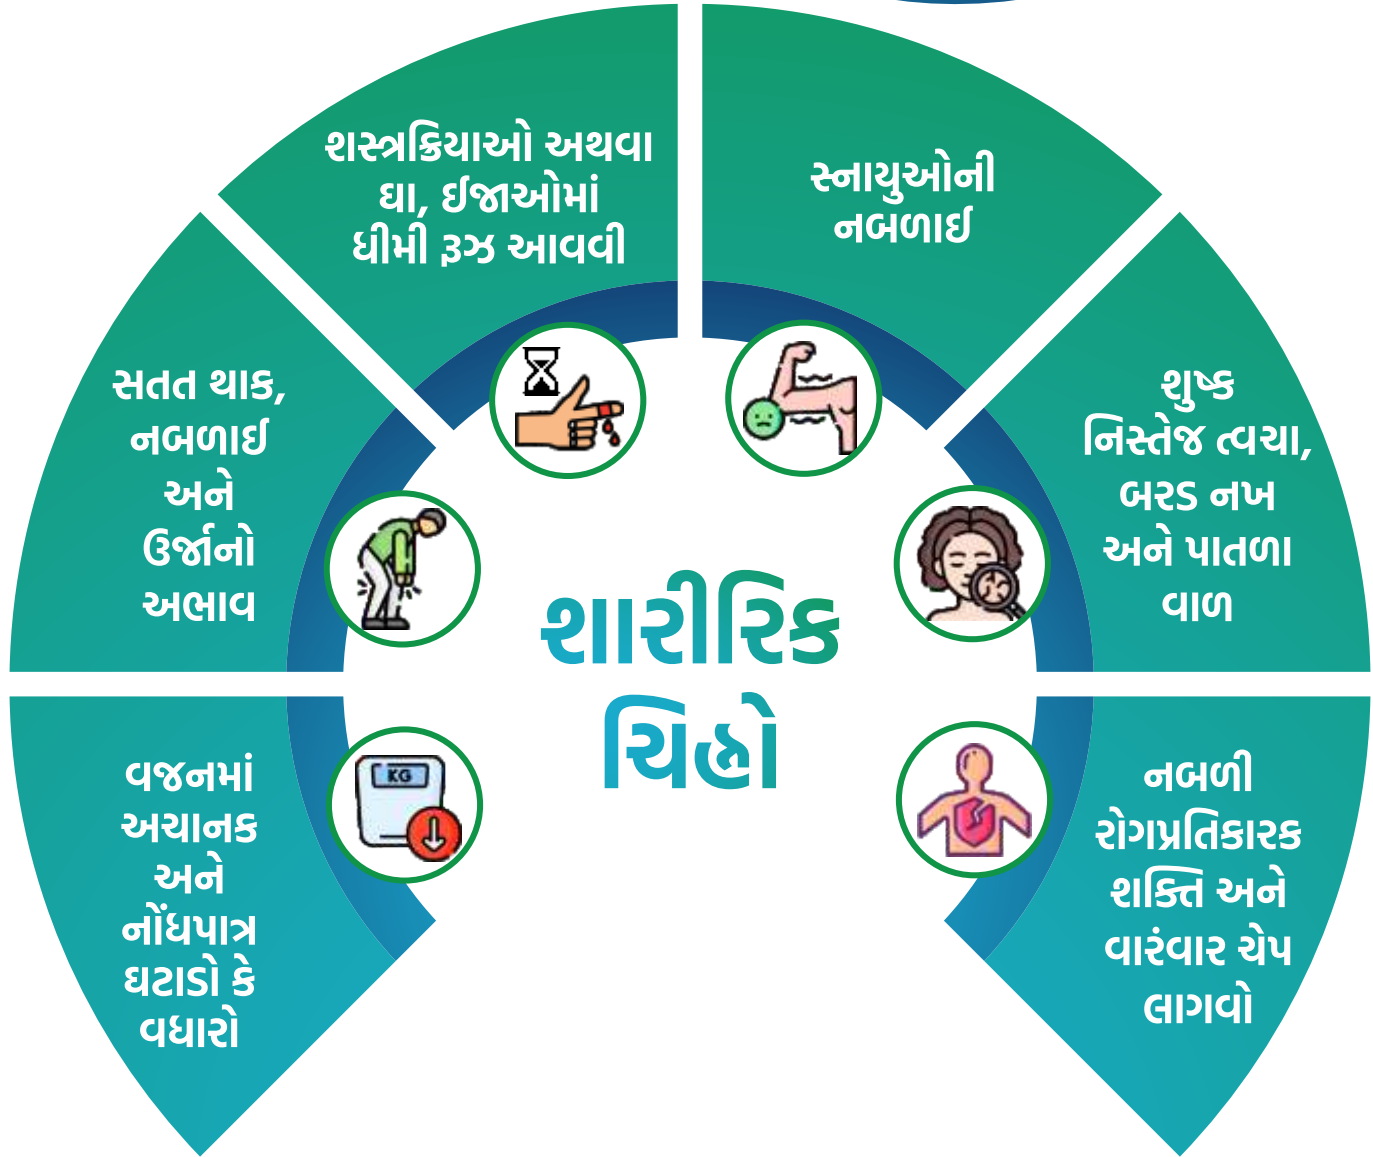 શસ્ત્રક્રિયાઓ અથવા
ઘા, ઈજાઓમાં
ધીમી રૂઝ આવવી
સ્નાયુઓની
નબળાઈ
સતત થાક,
નબળાઈ
અને
ઉર્જાનો
અભાવ
શુષ્ક
નિસ્તેજ ત્વચા,
બરડ નખ
અને પાતળા
વાળ
શારીરિક
ચિહ્નો
વજનમાં
અચાનક
અને
નોંધપાત્ર
ઘટાડો કે
વધારો
KG
નબળી
રોગપ્રતિકારક
શક્તિ અને
વારંવાર ચેપ
લાગવો